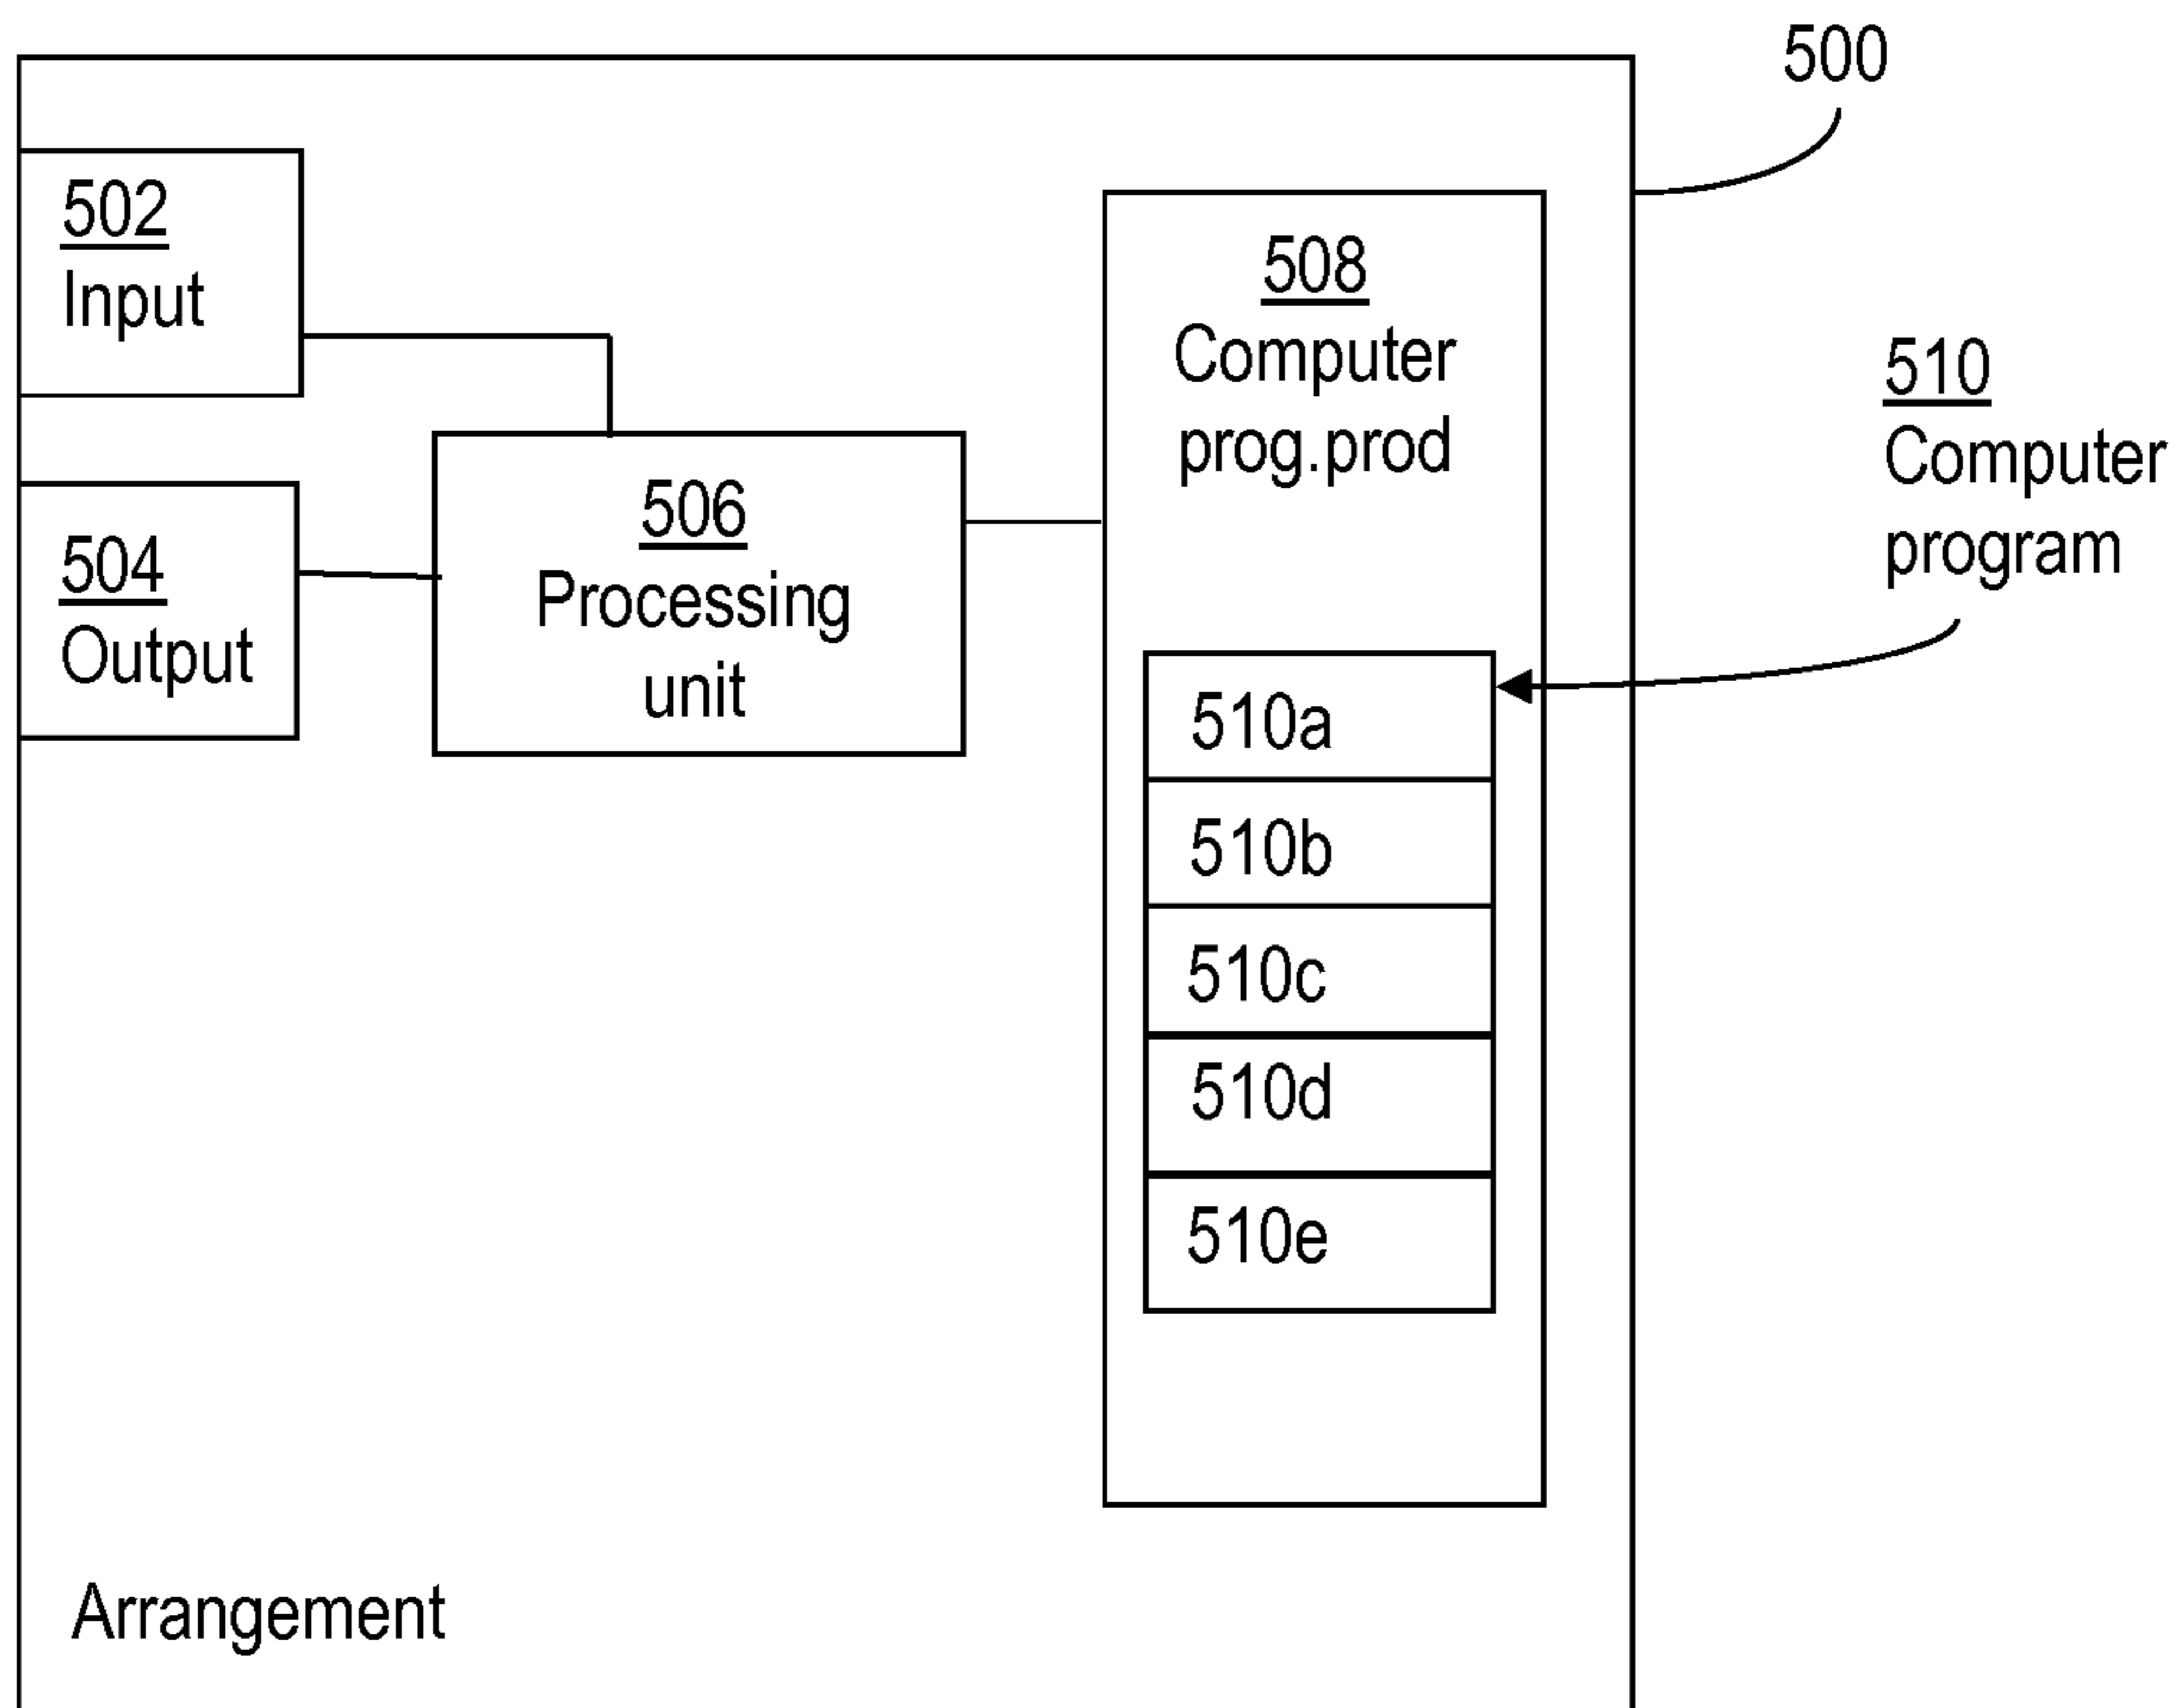 500
502
Input
508
Computer
prog.prod
510
Computer
program
506
Processing
unit
504
Output
510a
510b
510c
510d
510e
Arrangement